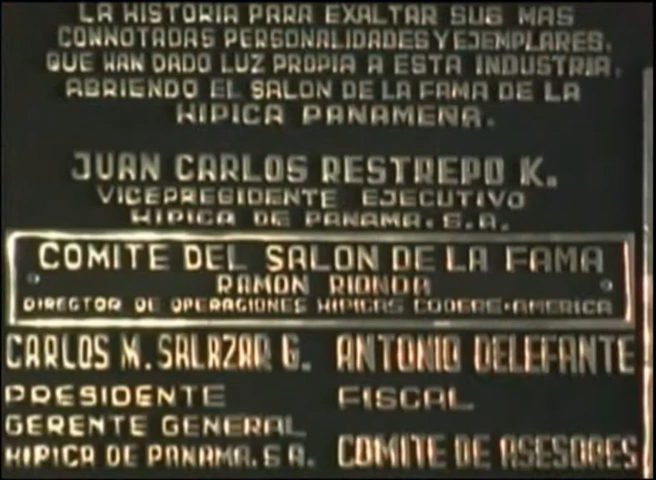 LA HISTORIA PARA EXALTAR SUS MAS
CONNOTADAS PERSONALIDADES Y EJEMPLARES,
QUE HAN DADO LUZ PROPIA A ESTA INDUSTRIA,
ABRIENDO EL SALON DE LA FAMA DE LA
HIPICA PANAMENA.
JUAN CARLOS RESTREPO K.
VICEPRESIDENTE EJECUTIVO
HIPICA DE PANAMA, S.A.
COMITE DEL SALON DE LA FAMA
RAMON RIONDA
DIRECTOR DE OPERACIONES HIPICAS CODERE-AMERICA
CARLOS M. SALAZAR G. ANTONIO DELEFANTE
PRESIDENTE FISCAL
GERENTE GENERAL
HIPICA DE PANAMA, S.A. COMITE DE ASESORES